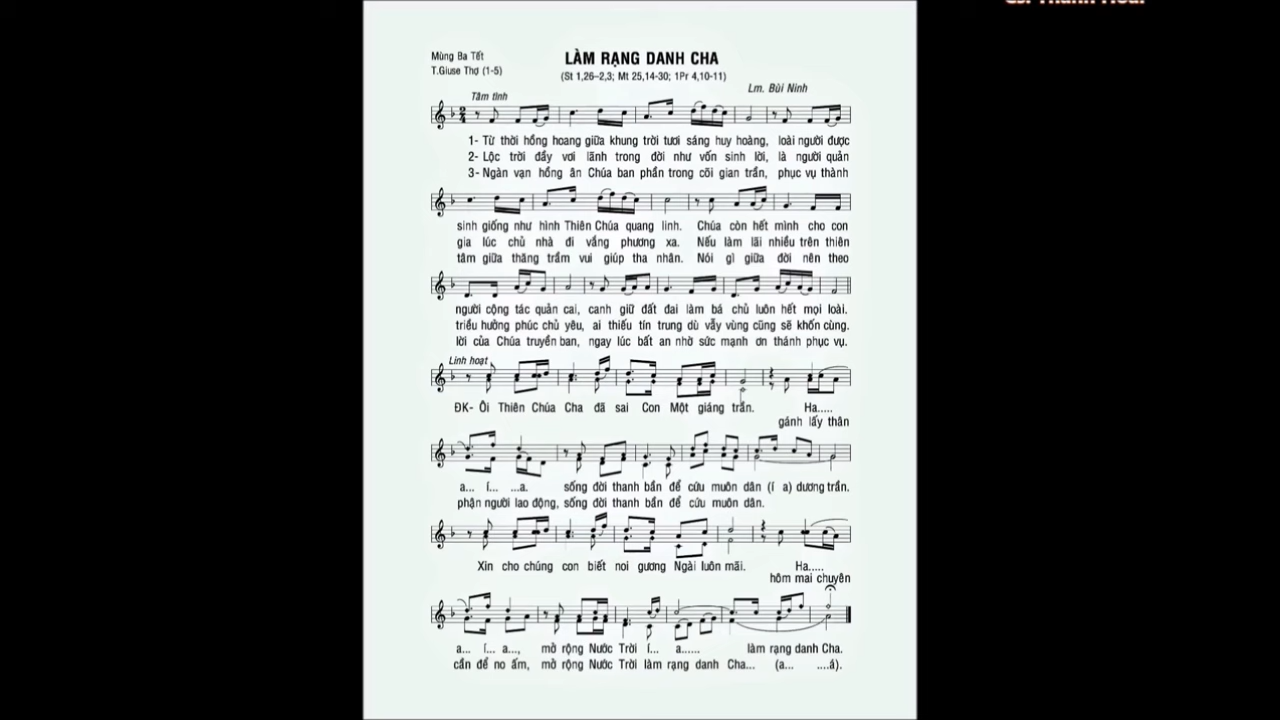 Mùng Ba Tết
T.Giuse Thợ (1-5)
LÀM RẠNG DANH CHA
(St 1,26–2,3; Mt 25,14-30; 1Pr 4,10-11)
Lm. Bùi Ninh
Tâm tình
1- Từ thời hồng hoang giữa khung trời tươi sáng huy hoàng, loài người được
2- Lộc trời đầy vơi lãnh trong đời như vốn sinh lời, là người quản
3- Ngàn vạn hồng ân Chúa ban phần trong cõi gian trần, phục vụ thành
sinh giống như hình Thiên Chúa quang linh. Chúa còn hết mình cho con
gia lúc chủ nhà đi vắng phương xa. Nếu làm lãi nhiều trên thiên
tâm giữa thăng trầm vui giúp tha nhân. Nói gì giữa đời nên theo
người cộng tác quản cai, canh giữ đất đai làm bá chủ luôn hết mọi loài.
triều hưởng phúc chủ yêu, ai thiếu tín trung dù vẫy vùng cũng sẽ khốn cùng.
lời của Chúa truyền ban, ngay lúc bất an nhờ sức mạnh ơn thánh phục vụ.
Linh hoạt
ĐK- Ôi Thiên Chúa Cha đã sai Con Một giáng trần. Ha.....
gánh lấy thân
a... í... ...a. sống đời thanh bần để cứu muôn dân (í a) dương trần.
phận người lao động, sống đời thanh bần để cứu muôn dân.
Xin cho chúng con biết noi gương Ngài luôn mãi. Ha.....
hôm mai chuyên
a... í... a..., mở rộng Nước Trời í... a...... làm rạng danh Cha.
cần để no ấm, mở rộng Nước Trời làm rạng danh Cha... (a... ....á).